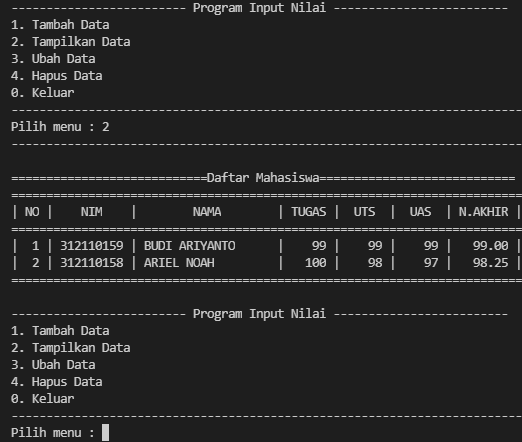 ------------------------- Program Input Nilai -------------------------
1. Tambah Data
2. Tampilkan Data
3. Ubah Data
4. Hapus Data
0. Keluar
-------------------------------------------------------------------------
Pilih menu : 2
-------------------------------------------------------------------------
============================Daftar Mahasiswa============================
=========================================================================
| NO |    NIM    |        NAMA        | TUGAS |  UTS  |  UAS  | N.AKHIR |
=========================================================================
|  1 | 312110159 | BUDI ARIYANTO      |    99 |    99 |    99 |   99.00 |
|  2 | 312110158 | ARIEL NOAH         |   100 |    98 |    97 |   98.25 |
=========================================================================
------------------------- Program Input Nilai -------------------------
1. Tambah Data
2. Tampilkan Data
3. Ubah Data
4. Hapus Data
0. Keluar
-------------------------------------------------------------------------
Pilih menu :